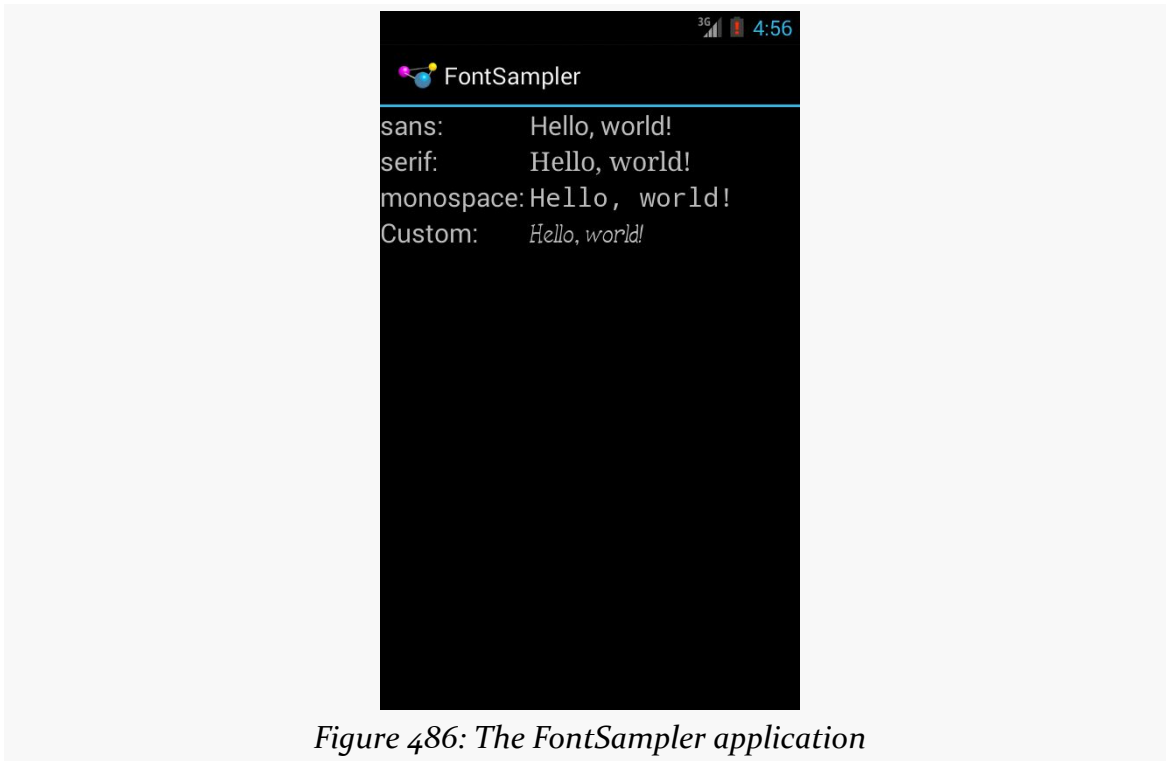 3G 4:56
FontSampler
sans: Hello, world!
serif: Hello, world!
monospace: Hello, world!
Custom: Hello, world!
Figure 486: The FontSampler application